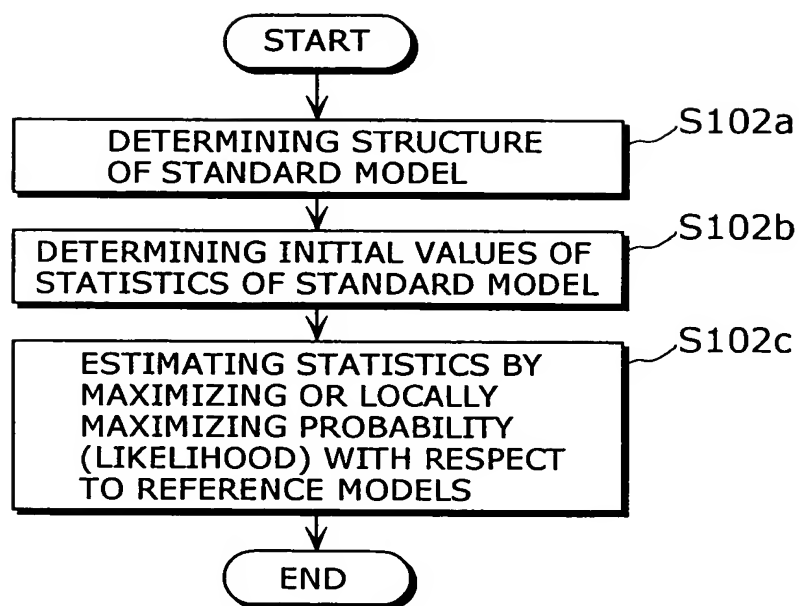 START
DETERMINING STRUCTURE
OF STANDARD MODEL
S102a
DETERMINING INITIAL VALUES OF
STATISTICS OF STANDARD MODEL
S102b
ESTIMATING STATISTICS BY
MAXIMIZING OR LOCALLY
MAXIMIZING PROBABILITY
(LIKELIHOOD) WITH RESPECT
TO REFERENCE MODELS
S102c
END